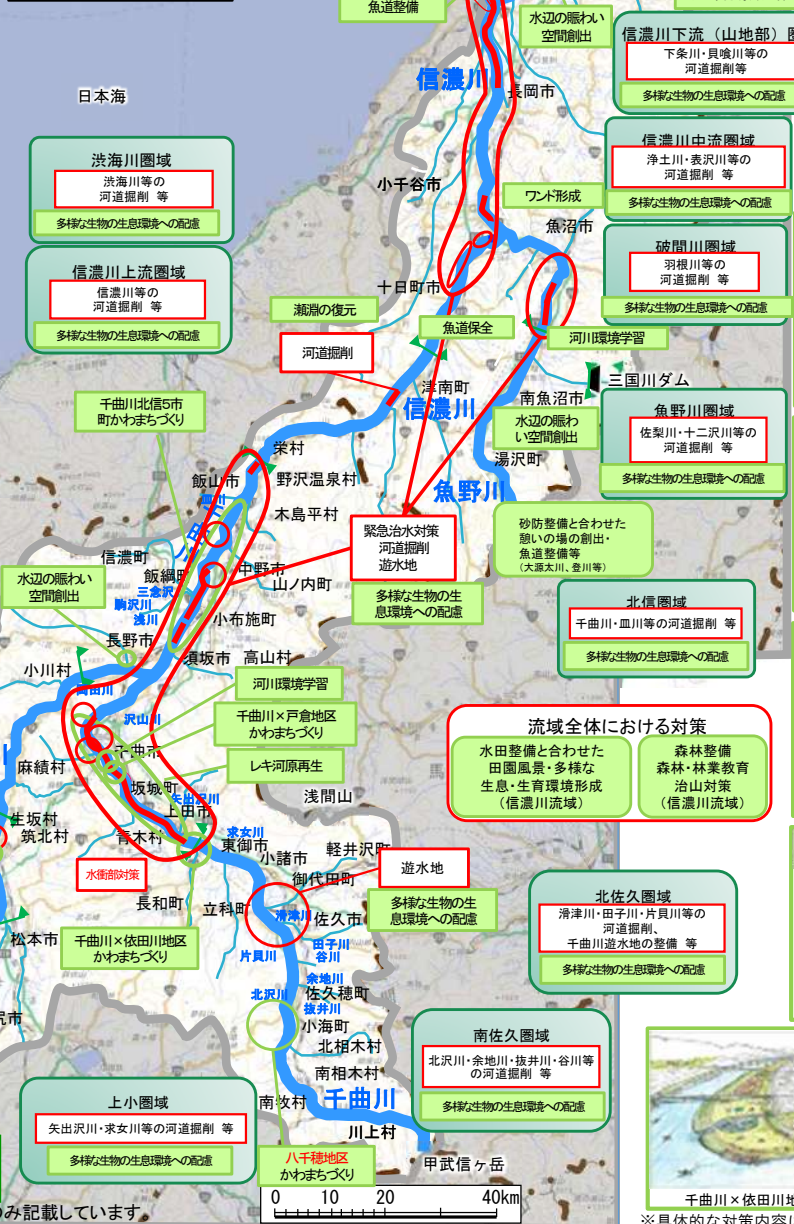 魚道整備
水辺の賑わい
空間創出
信濃川下流（山地部）圏
下条川・貝喰川等の
河道掘削等
多様な生物の生息環境への配慮
信濃川
長岡市
日本海
信濃川中流圏域
浄土川・表沢川等の
河道掘削 等
多様な生物の生息環境への配慮
渋海川圏域
渋海川等の
河道掘削 等
多様な生物の生息環境への配慮
小千谷市
ワンド形成
魚沼市
破間川圏域
羽根川等の
河道掘削 等
多様な生物の生息環境への配慮
信濃川上流圏域
信濃川等の
河道掘削 等
多様な生物の生息環境への配慮
十日町市
瀬淵の復元
魚道保全
河川環境学習
河道掘削
三国川ダム
津南町
信濃川
南魚沼市
魚野川圏域
佐梨川・十二沢川等の
河道掘削 等
多様な生物の生息環境への配慮
千曲川北信5市
町かわまちづくり
水辺の賑わ
い空間創出
湯沢町
栄村
飯山市
野沢温泉村
魚野川
木島平村
緊急治水対策
河道掘削
遊水地
砂防整備と合わせた
憩いの場の創出・
魚道整備等
（大源太川、登川等）
信濃町
飯綱町
中野市
山ノ内町
水辺の賑わい
空間創出
三念沢
駒沢川
浅川
多様な生物の生
息環境への配慮
北信圏域
千曲川・皿川等の河道掘削 等
多様な生物の生息環境への配慮
小布施町
長野市
須坂市
高山村
小川村
岡田川
河川環境学習
沢山川
千曲川×戸倉地区
かわまちづくり
流域全体における対策
水田整備と合わせた
田園風景・多様な
生息・生育環境形成
（信濃川流域）
森林整備
森林・林業教育
治山対策
（信濃川流域）
千曲市
麻績村
レキ河原再生
坂城町
浅間山
矢出沢川
上田市
生坂村
筑北村
青木村
求女川
東御市
小諸市
軽井沢町
御代田町
遊水地
水衝部対策
多様な生物の生
息環境への配慮
北佐久圏域
滑津川・田子川・片貝川等の
河道掘削、
千曲川遊水地の整備 等
多様な生物の生息環境への配慮
長和町
立科町
滑津川
佐久市
松本市
千曲川×依田川地区
かわまちづくり
片貝川
田子川
谷川
余地川
北沢川
佐久穂町
抜井川
小海町
北相木村
南佐久圏域
北沢川・余地川・抜井川・谷川等
の河道掘削 等
多様な生物の生息環境への配慮
南相木村
上小圏域
矢出沢川・求女川等の河道掘削 等
多様な生物の生息環境への配慮
南牧村
千曲川
川上村
八千穂地区
かわまちづくり
甲武信ヶ岳
0 10 20 40km
み記載しています。
千曲川×依田川地
※具体的な対策内容